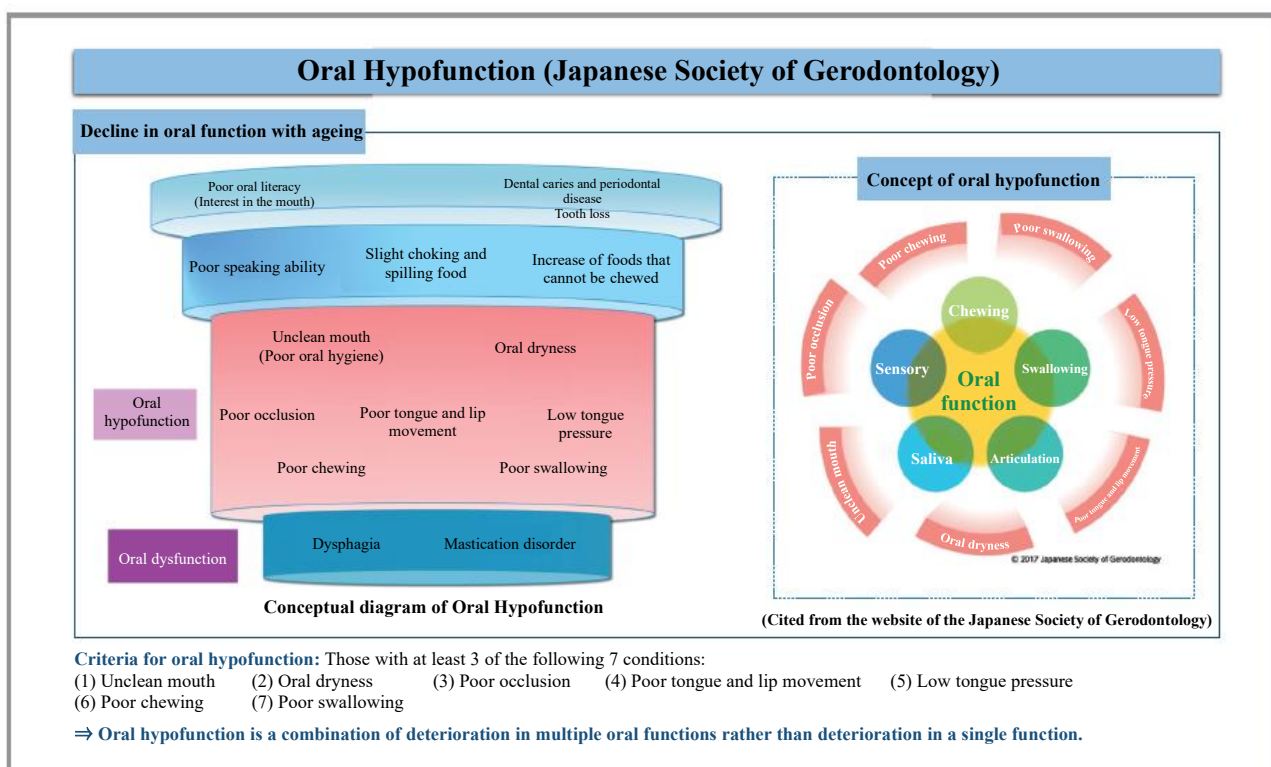 Oral Hypofunction (Japanese Society of Gerodontology)
Decline in oral function with ageing
Poor oral literacy
(Interest in the mouth)
Dental caries and periodontal
disease
Tooth loss
Poor speaking ability
Slight choking and
spilling food
Increase of foods that
cannot be chewed
Unclean mouth
(Poor oral hygiene)
Oral dryness
Oral
hypofunction
Poor occlusion
Poor tongue and lip
movement
Low tongue
pressure
Poor chewing
Poor swallowing
Oral dysfunction
Dysphagia
Mastication disorder
Conceptual diagram of Oral Hypofunction
Concept of oral hypofunction
Poor chewing
Poor swallowing
Poor occlusion
Low tongue pressure
Unclean mouth
Poor tongue and lip movement
Oral dryness
Chewing
Sensory
Swallowing
Oral
function
Saliva
Articulation
© 2017 Japanese Society of Gerodontology
(Cited from the website of the Japanese Society of Gerodontology)
Criteria for oral hypofunction: Those with at least 3 of the following 7 conditions:
(1) Unclean mouth (2) Oral dryness (3) Poor occlusion (4) Poor tongue and lip movement (5) Low tongue pressure
(6) Poor chewing (7) Poor swallowing
⇒ Oral hypofunction is a combination of deterioration in multiple oral functions rather than deterioration in a single function.